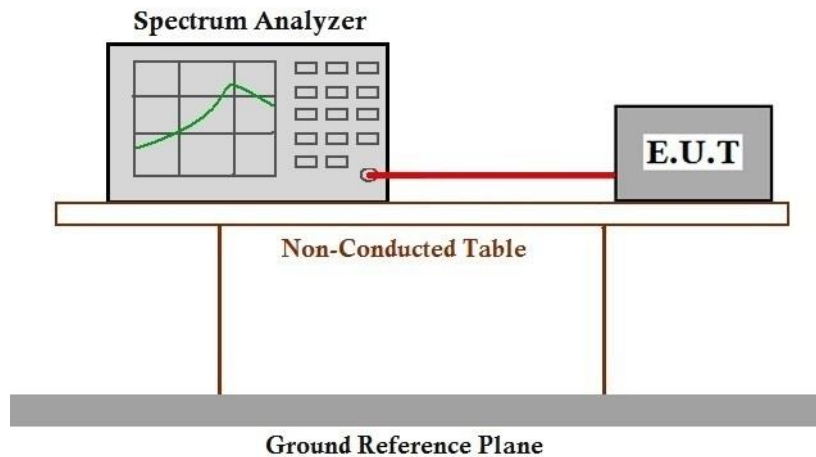 Spectrum Analyzer
E.U.T
Non-Conducted Table
Ground Reference Plane